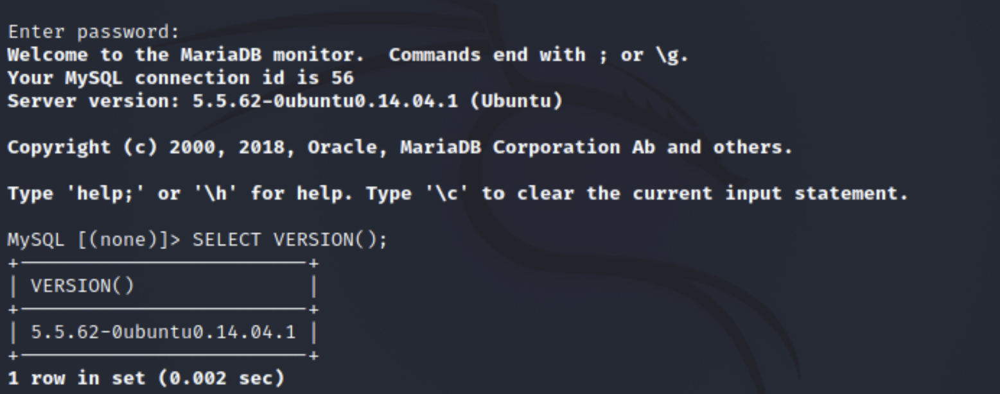 Enter password:
Welcome to the MariaDB monitor.  Commands end with ; or \g.
Your MySQL connection id is 56
Server version: 5.5.62-0ubuntu0.14.04.1 (Ubuntu)
Copyright (c) 2000, 2018, Oracle, MariaDB Corporation Ab and others.
Type 'help;' or '\h' for help. Type '\c' to clear the current input statement.
MySQL [(none)]> SELECT VERSION();
| VERSION() |
| 5.5.62-0ubuntu0.14.04.1 |
1 row in set (0.002 sec)